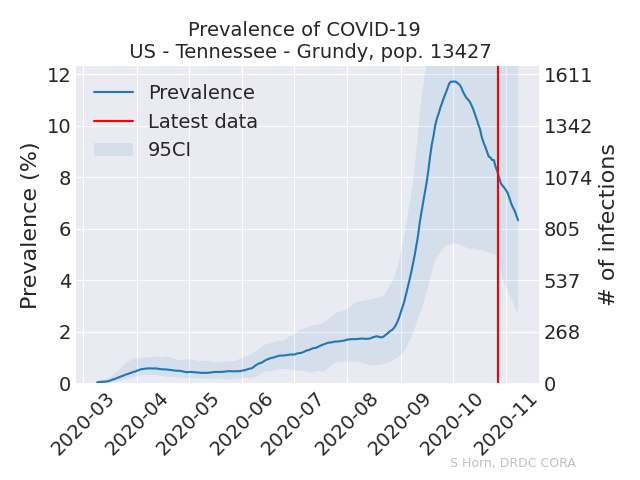 Prevalence of COVID-19
US - Tennessee - Grundy, pop. 13427
Prevalence (%)
12
10
8
6
4
2
0
Prevalence
Latest data
95CI
1611
1342
1074
805
537
268
0
# of infections
2020-03
2020-04
2020-05
2020-06
2020-07
2020-08
2020-09
2020-10
2020-11
S Horn, DRDC CORA